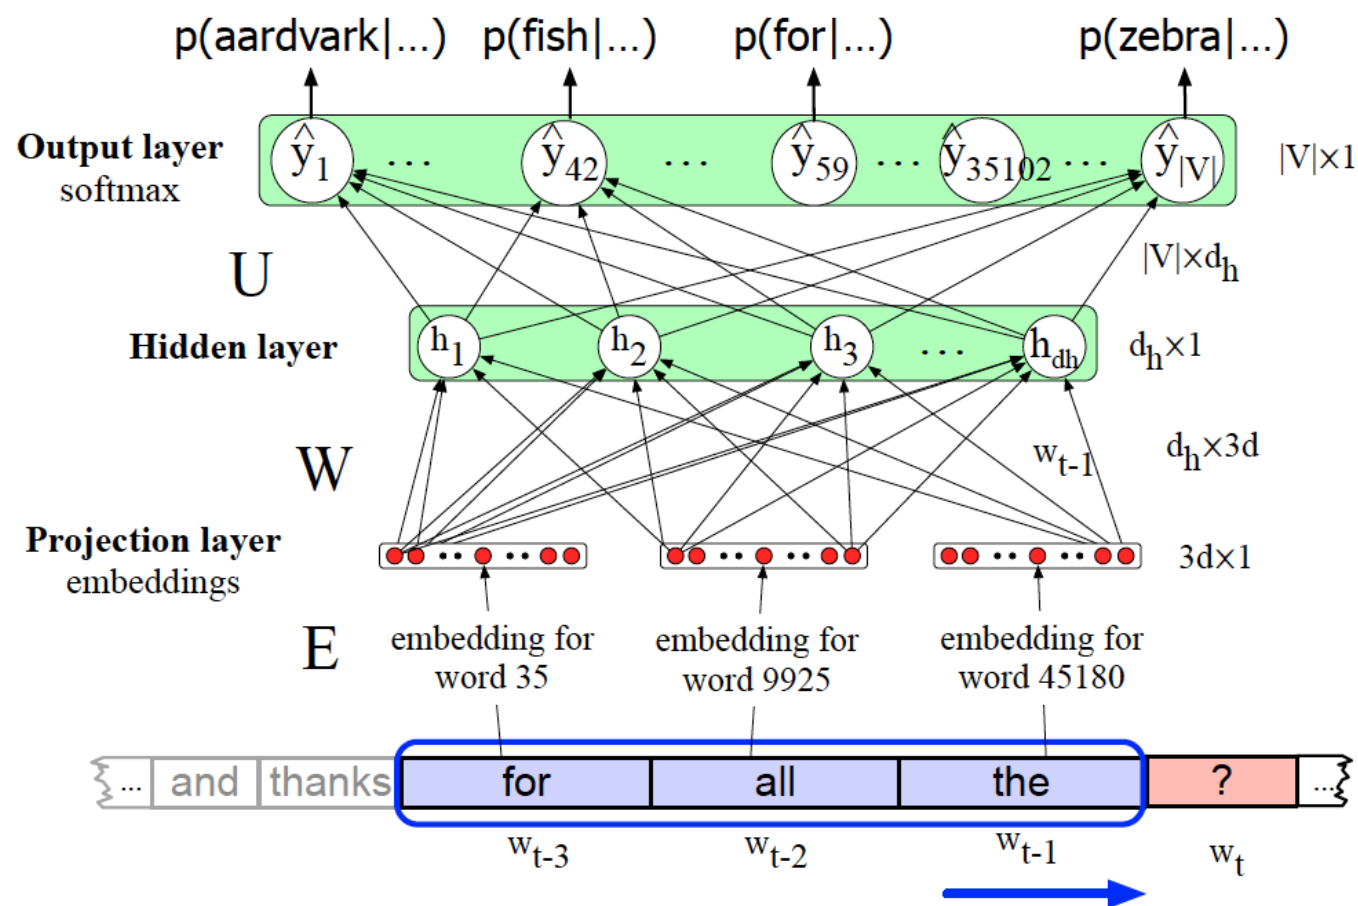 p(aardvark|...) p(fish|...) p(for|...) p(zebra|...)
Output layer
softmax
ŷ1 ... ŷ42 ... ŷ59 ... ŷ35102 ... ŷ|V|
|V|×1
U
|V|×dh
Hidden layer
h1 h2 h3 ... hdh
dh×1
W
wt-1
dh×3d
Projection layer
embeddings
3d×1
E
embedding for
word 35
embedding for
word 9925
embedding for
word 45180
... and thanks for all the ? ...
wt-3 wt-2 wt-1 wt